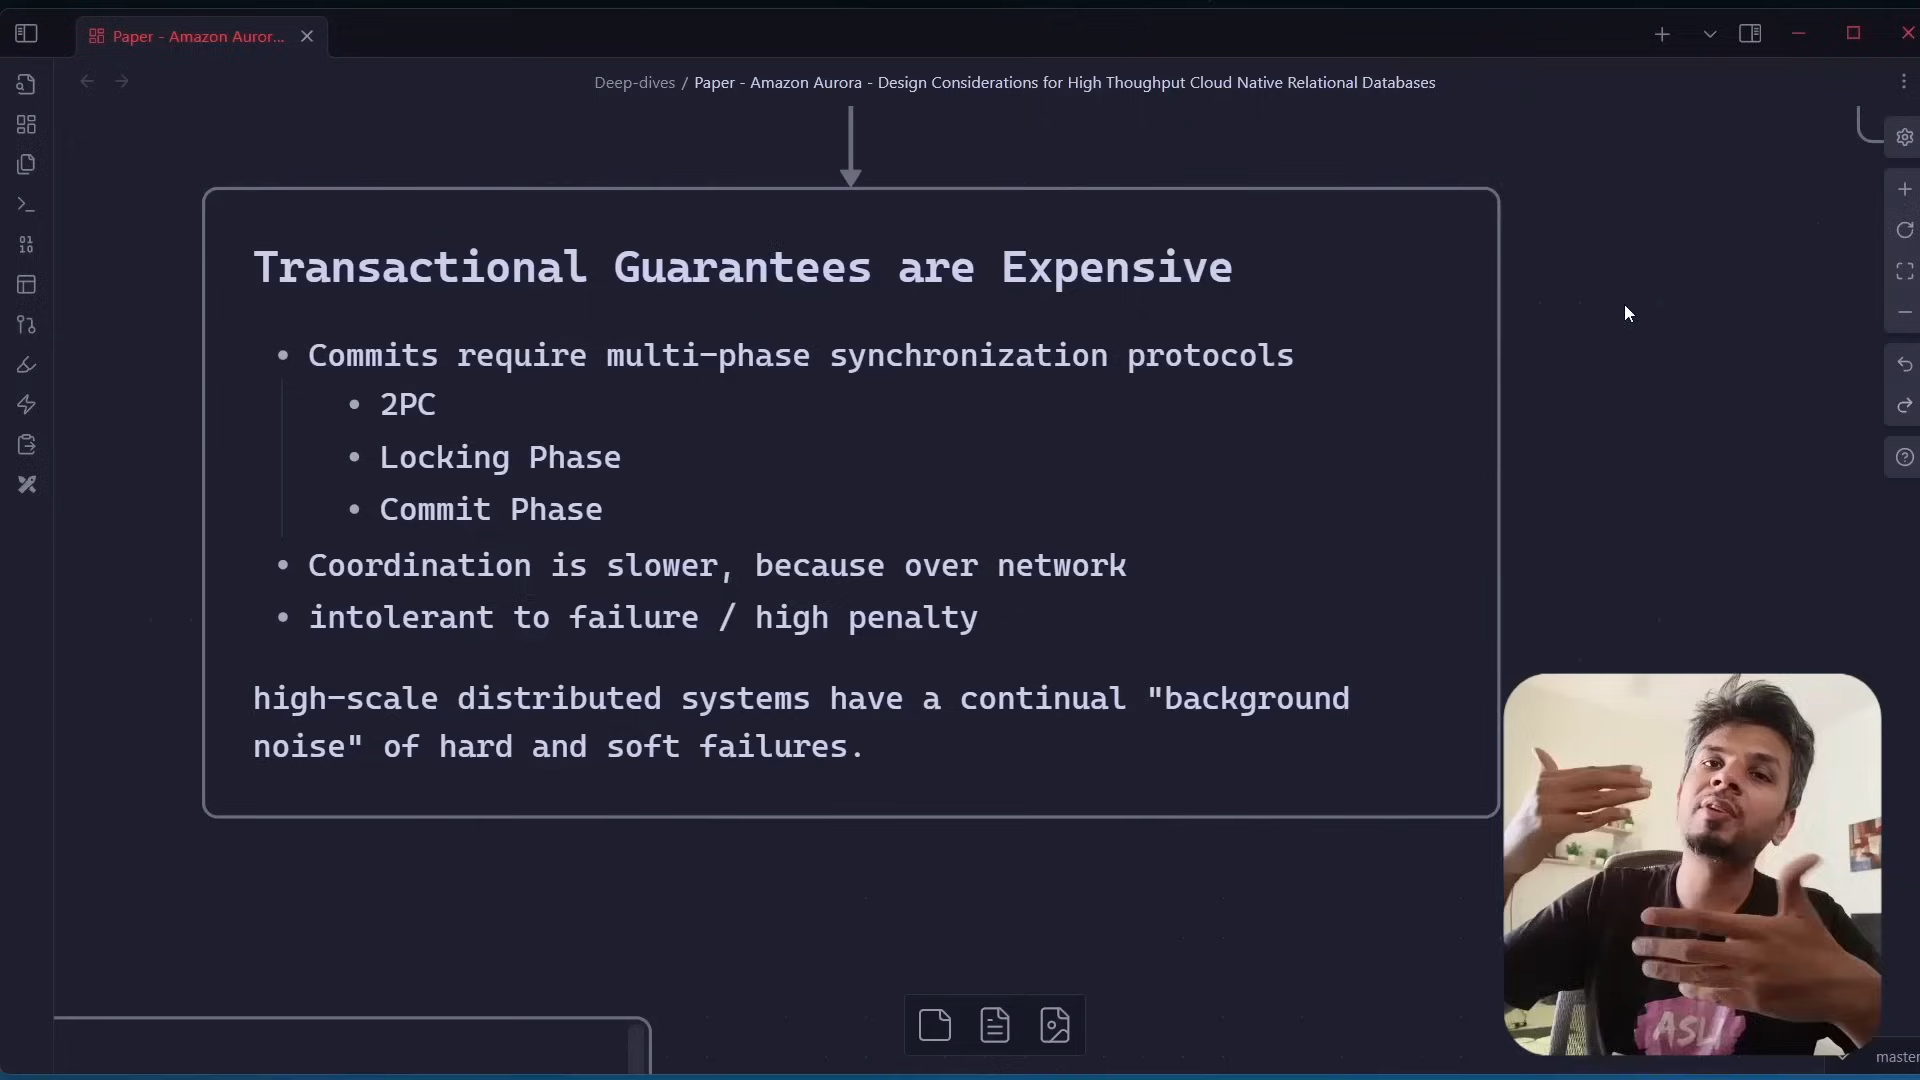 Paper - Amazon Auror...
Deep-dives / Paper - Amazon Aurora - Design Considerations for High Thoughput Cloud Native Relational Databases
Transactional Guarantees are Expensive
• Commits require multi-phase synchronization protocols
• 2PC
• Locking Phase
• Commit Phase
• Coordination is slower, because over network
• intolerant to failure / high penalty
high-scale distributed systems have a continual "background
noise" of hard and soft failures.
ASU
master